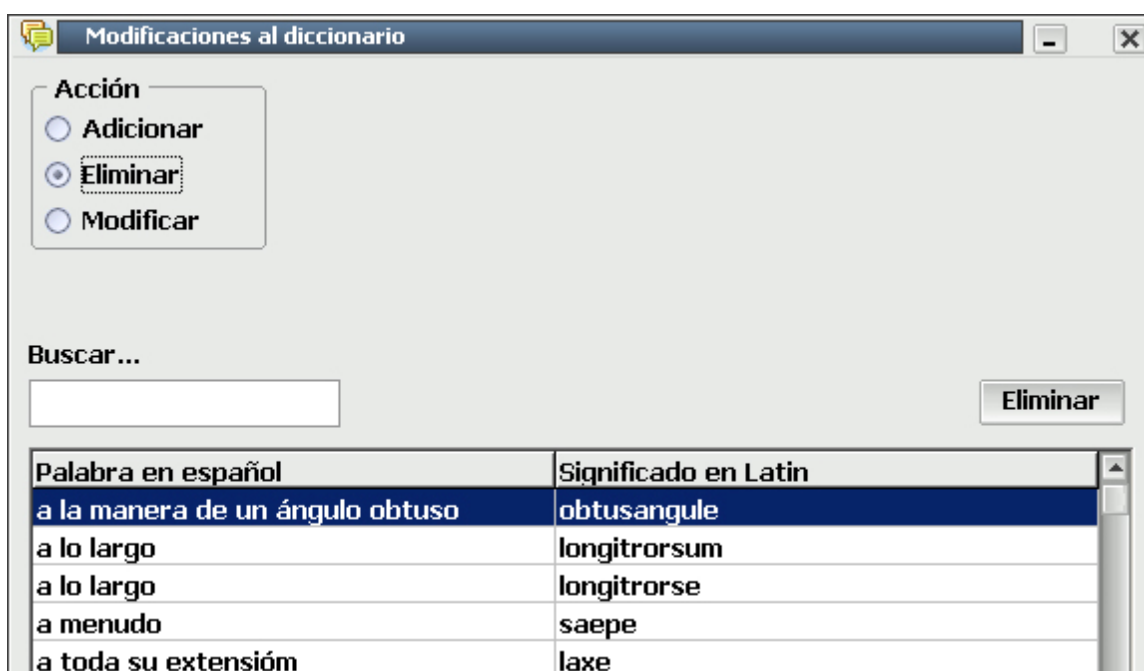 Modificaciones al diccionario
Acción
Adicionar
Eliminar
Modificar
Buscar...
Eliminar
Palabra en español Significado en Latin
a la manera de un ángulo obtuso obtusangule
a lo largo longitrorsum
a lo largo longitrorse
a menudo saepe
a toda su extensióm laxe